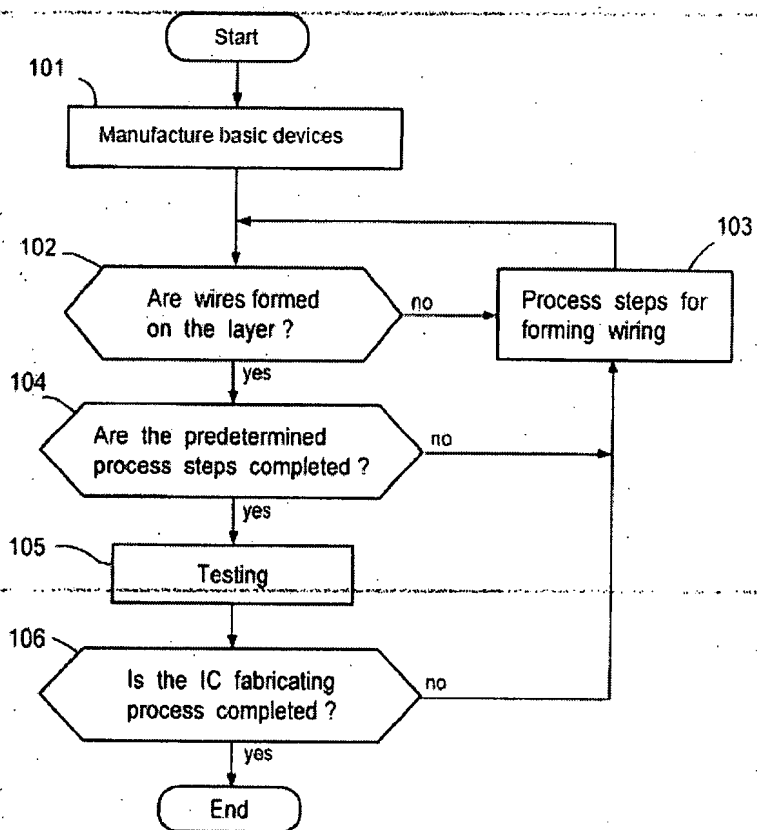 Start
101
Manufacture basic devices
102
Are wires formed
on the layer ?
no
103
Process steps for
forming wiring
yes
104
Are the predetermined
process steps completed ?
no
yes
105
Testing
106
Is the IC fabricating
process completed ?
no
yes
End